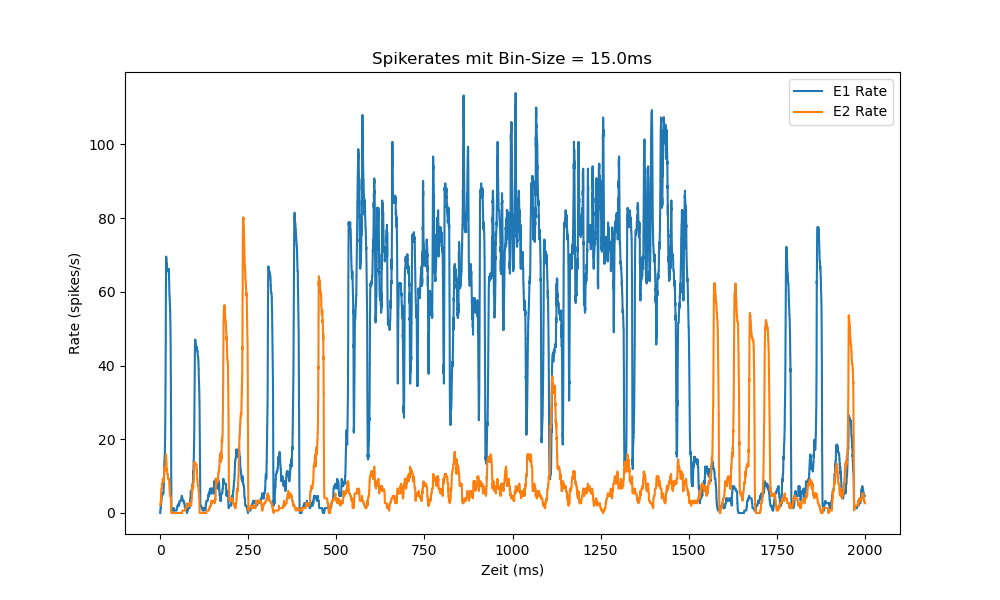 Spikerates mit Bin-Size = 15.0ms
E1 Rate
E2 Rate
Rate (spikes/s)
100
80
60
40
20
0
0 250 500 750 1000 1250 1500 1750 2000
Zeit (ms)